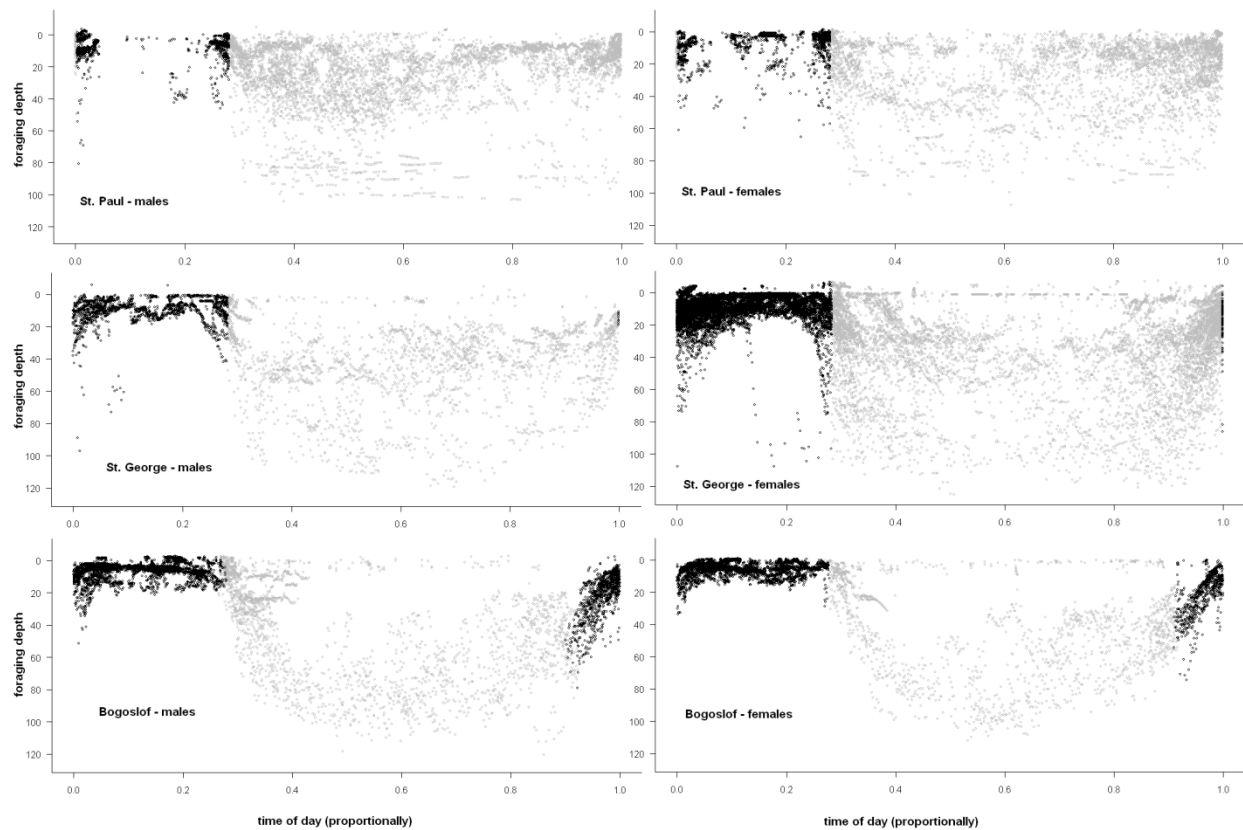 0
20
40
60
80
100
120
foraging depth
St. Paul - males
0.0 0.2 0.4 0.6 0.8 1.0
0
20
40
60
80
100
120
St. Paul - females
0.0 0.2 0.4 0.6 0.8 1.0
0
20
40
60
80
100
120
foraging depth
St. George - males
0.0 0.2 0.4 0.6 0.8 1.0
0
20
40
60
80
100
120
St. George - females
0.0 0.2 0.4 0.6 0.8 1.0
0
20
40
60
80
100
120
foraging depth
Bogoslof - males
0.0 0.2 0.4 0.6 0.8 1.0
time of day (proportionally)
0
20
40
60
80
100
120
Bogoslof - females
0.0 0.2 0.4 0.6 0.8 1.0
time of day (proportionally)